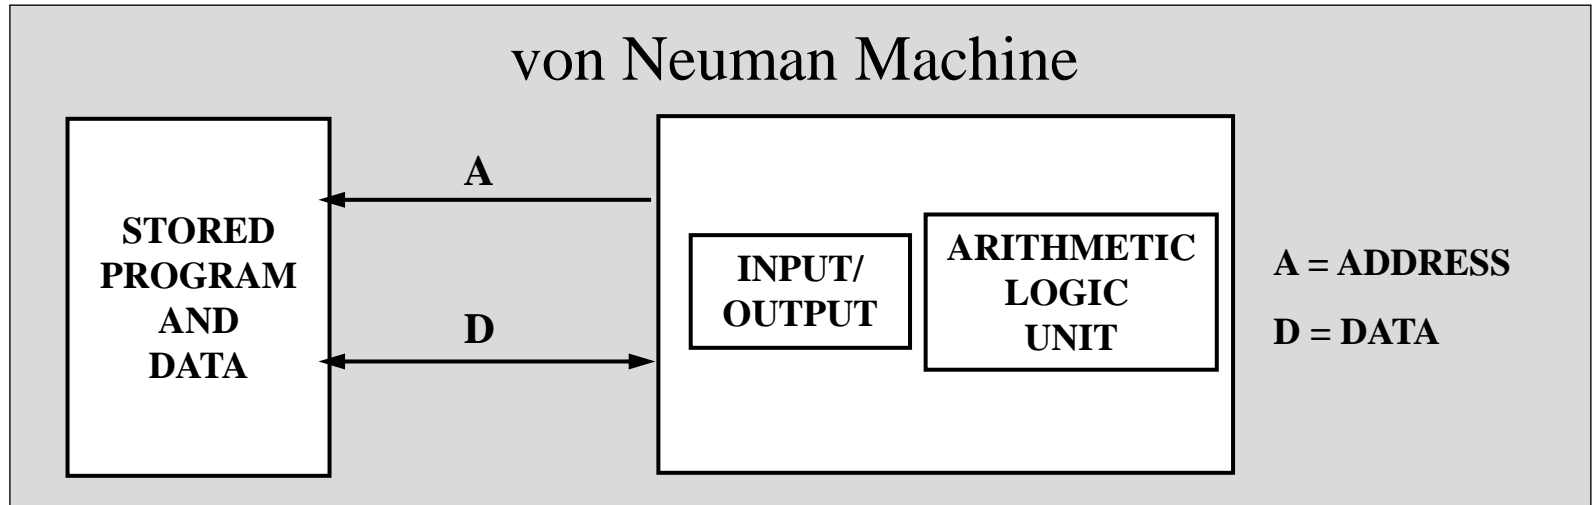 von Neuman Machine
STORED
PROGRAM
AND
DATA
A
D
INPUT/
OUTPUT
ARITHMETIC
LOGIC
UNIT
A = ADDRESS
D = DATA